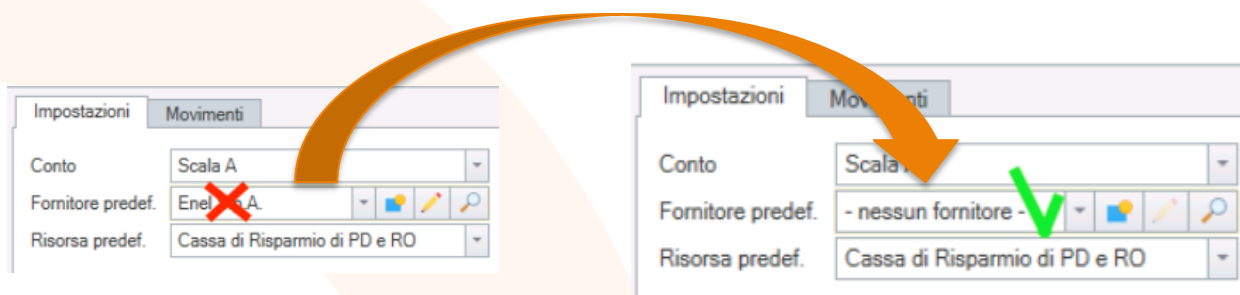 Impostazioni Movimenti
Conto Scala A
Fornitore predef. Enel A.
Risorsa predef. Cassa di Risparmio di PD e RO
Impostazioni
Conto Scala
Fornitore predef. - nessun fornitore -
Risorsa predef. Cassa di Risparmio di PD e RO